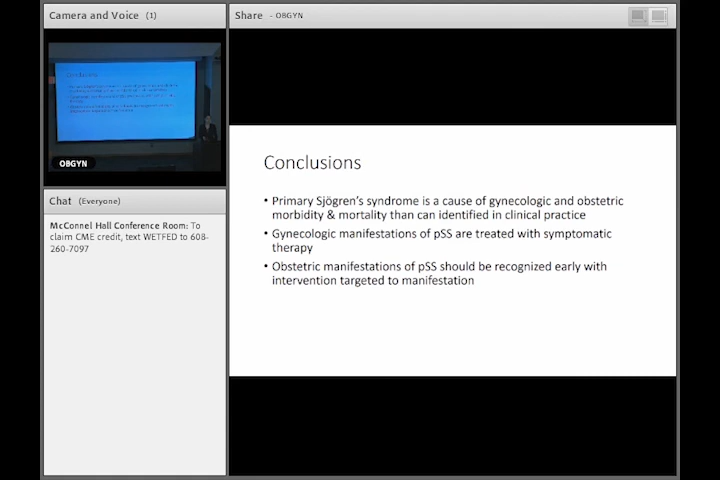 Camera and Voice (1)
Conclusions
OBGYN
Chat (Everyone)
McConnel Hall Conference Room: To
claim CME credit, text WETFED to 608-
260-7097
Share - OBGYN
Conclusions
• Primary Sjögren's syndrome is a cause of gynecologic and obstetric
morbidity & mortality than can identified in clinical practice
• Gynecologic manifestations of pSS are treated with symptomatic
therapy
• Obstetric manifestations of pSS should be recognized early with
intervention targeted to manifestation